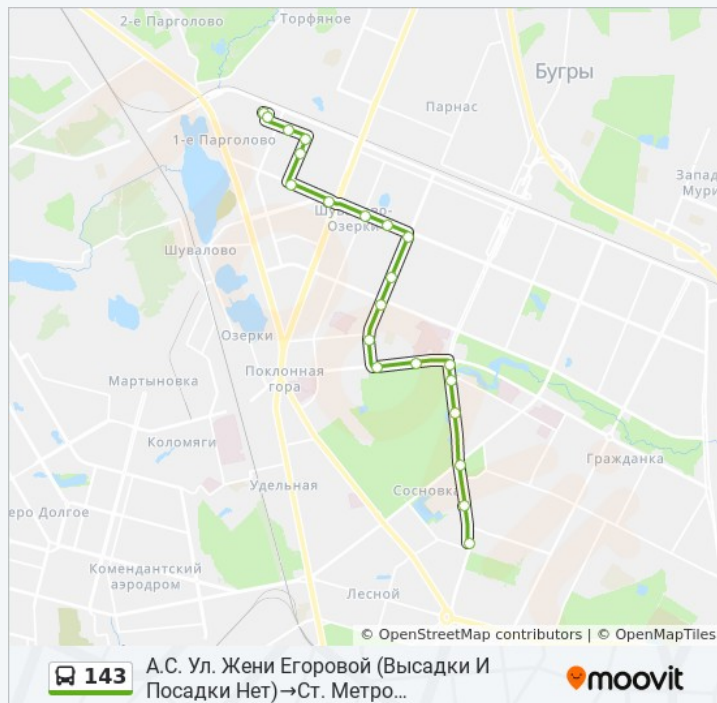 2-е Парголово
Торфяное
Бугры
Парнас
1-е Парголово
Запад
Мури
Шувалово-
Озерки
Шувалово
Озерки
Поклонная
гора
Мартыновка
Коломяги
Гражданка
Удельная
Сосновка
еро Долгое
Комендантский
аэродром
Лесной
© OpenStreetMap contributors | © OpenMapTiles
143
А.С. Ул. Жени Егоровой (Высадки И
Посадки Нет)→Ст. Метро...
moovit